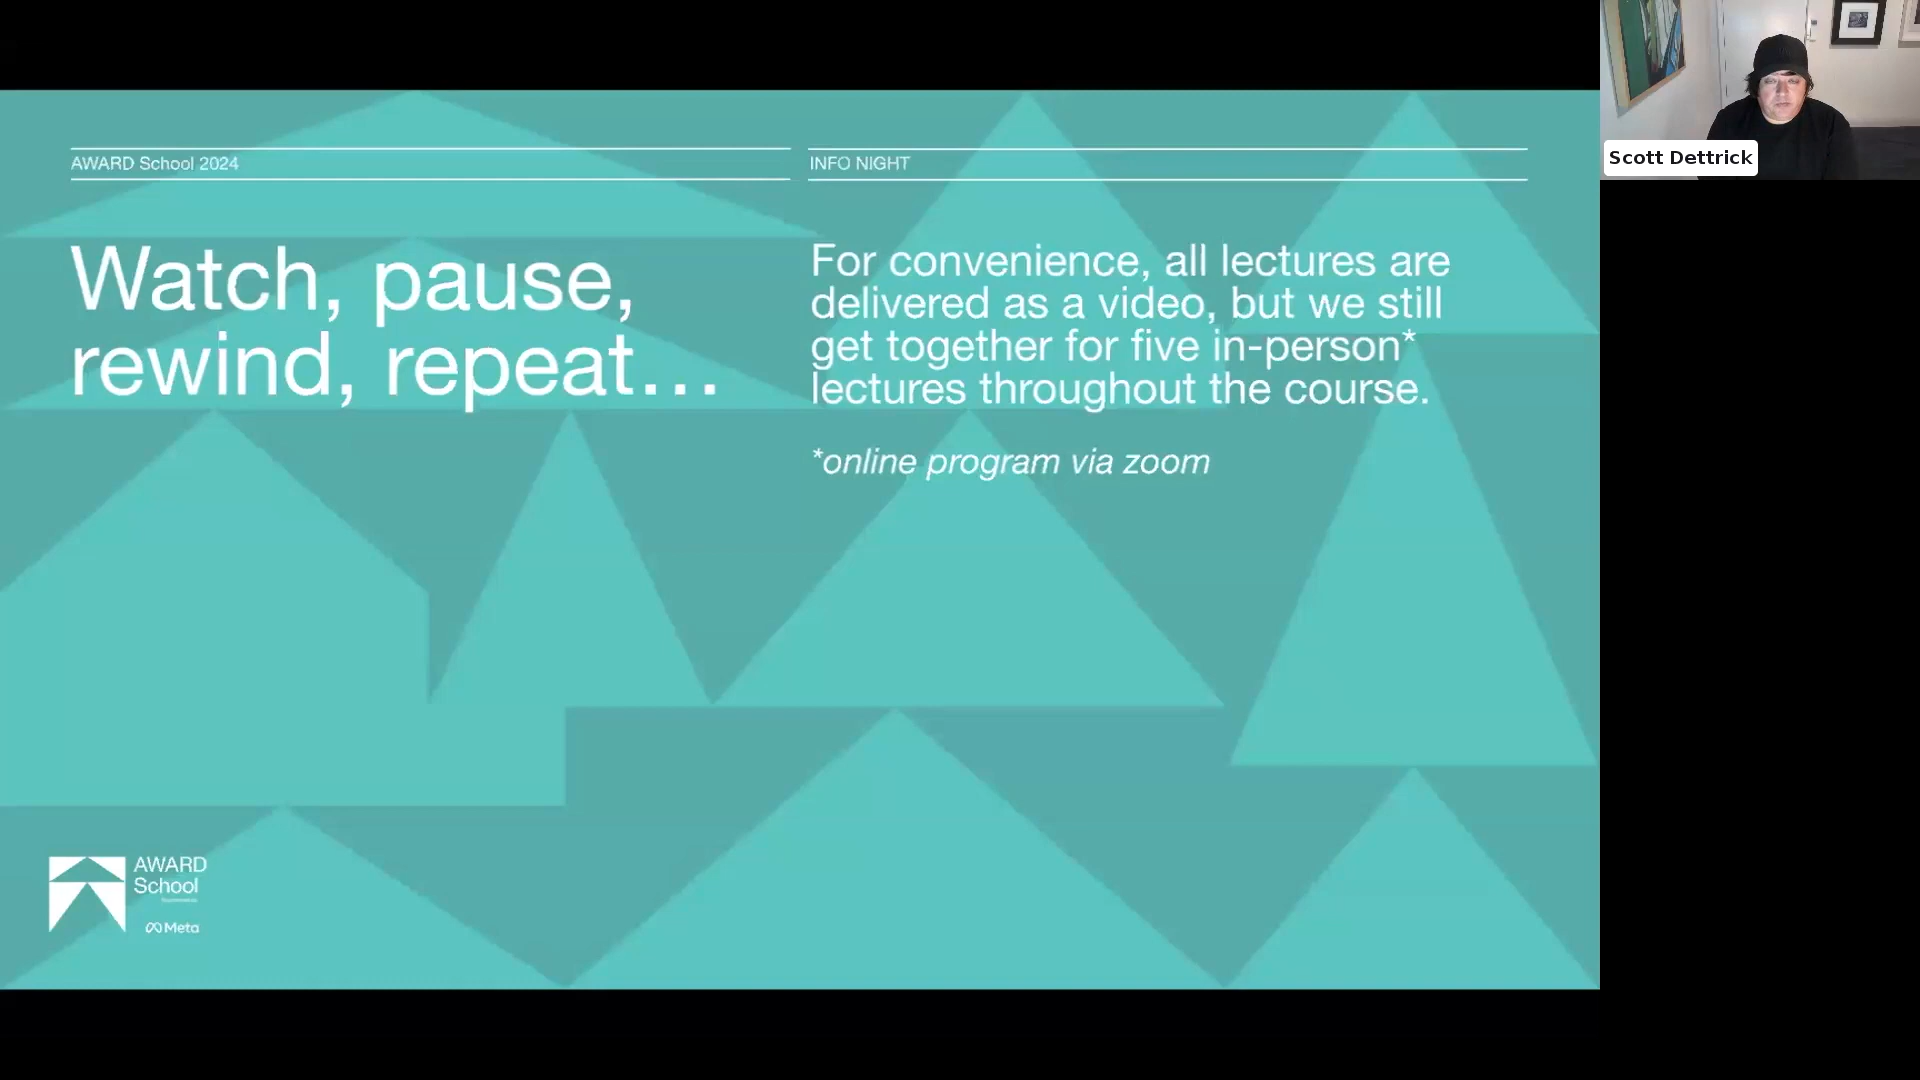 AWARD School 2024
INFO NIGHT
Watch, pause,
rewind, repeat…
For convenience, all lectures are
delivered as a video, but we still
get together for five in-person*
lectures throughout the course.
*online program via zoom
AWARD
School
Meta
Scott Dettrick